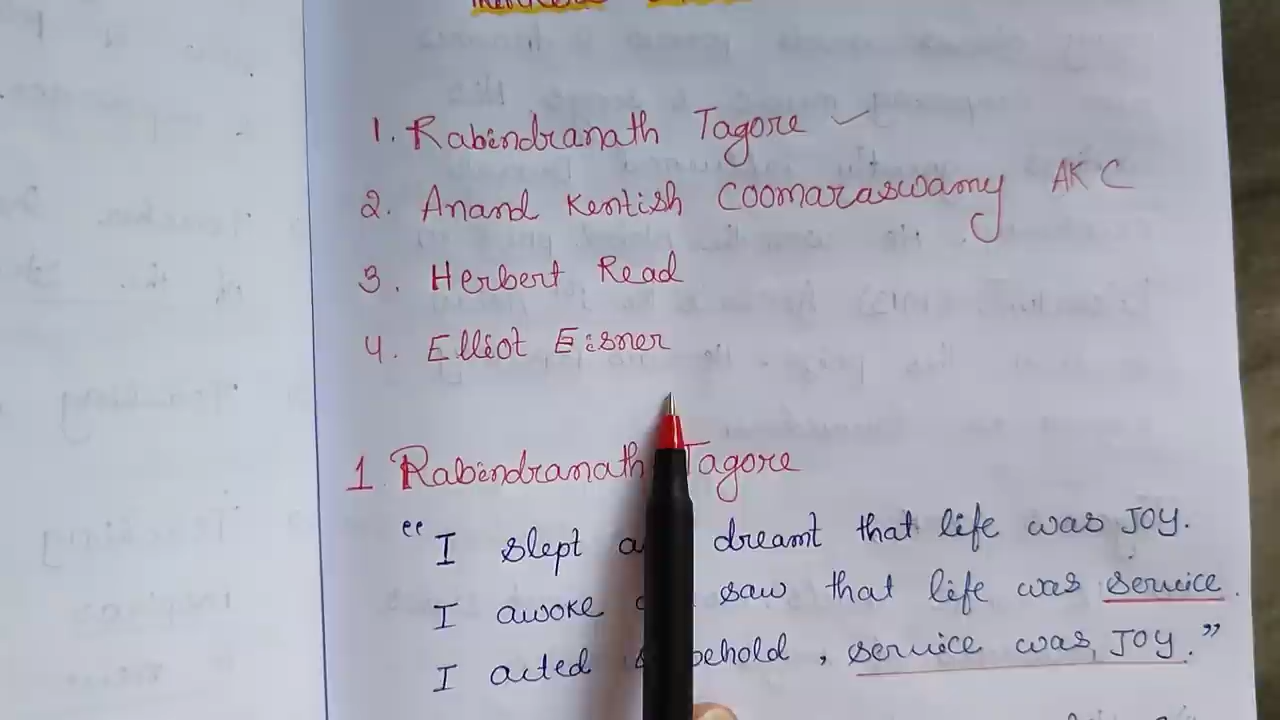 1. Rabindranath Tagore
2. Anand Kentish Coomaraswamy AKC
3. Herbert Read
4. Elliot Eisner
1 Rabindranath Tagore
"I slept dreamt that life was JOY.
I awoke saw that life was service.
I acted behold, service was JOY."